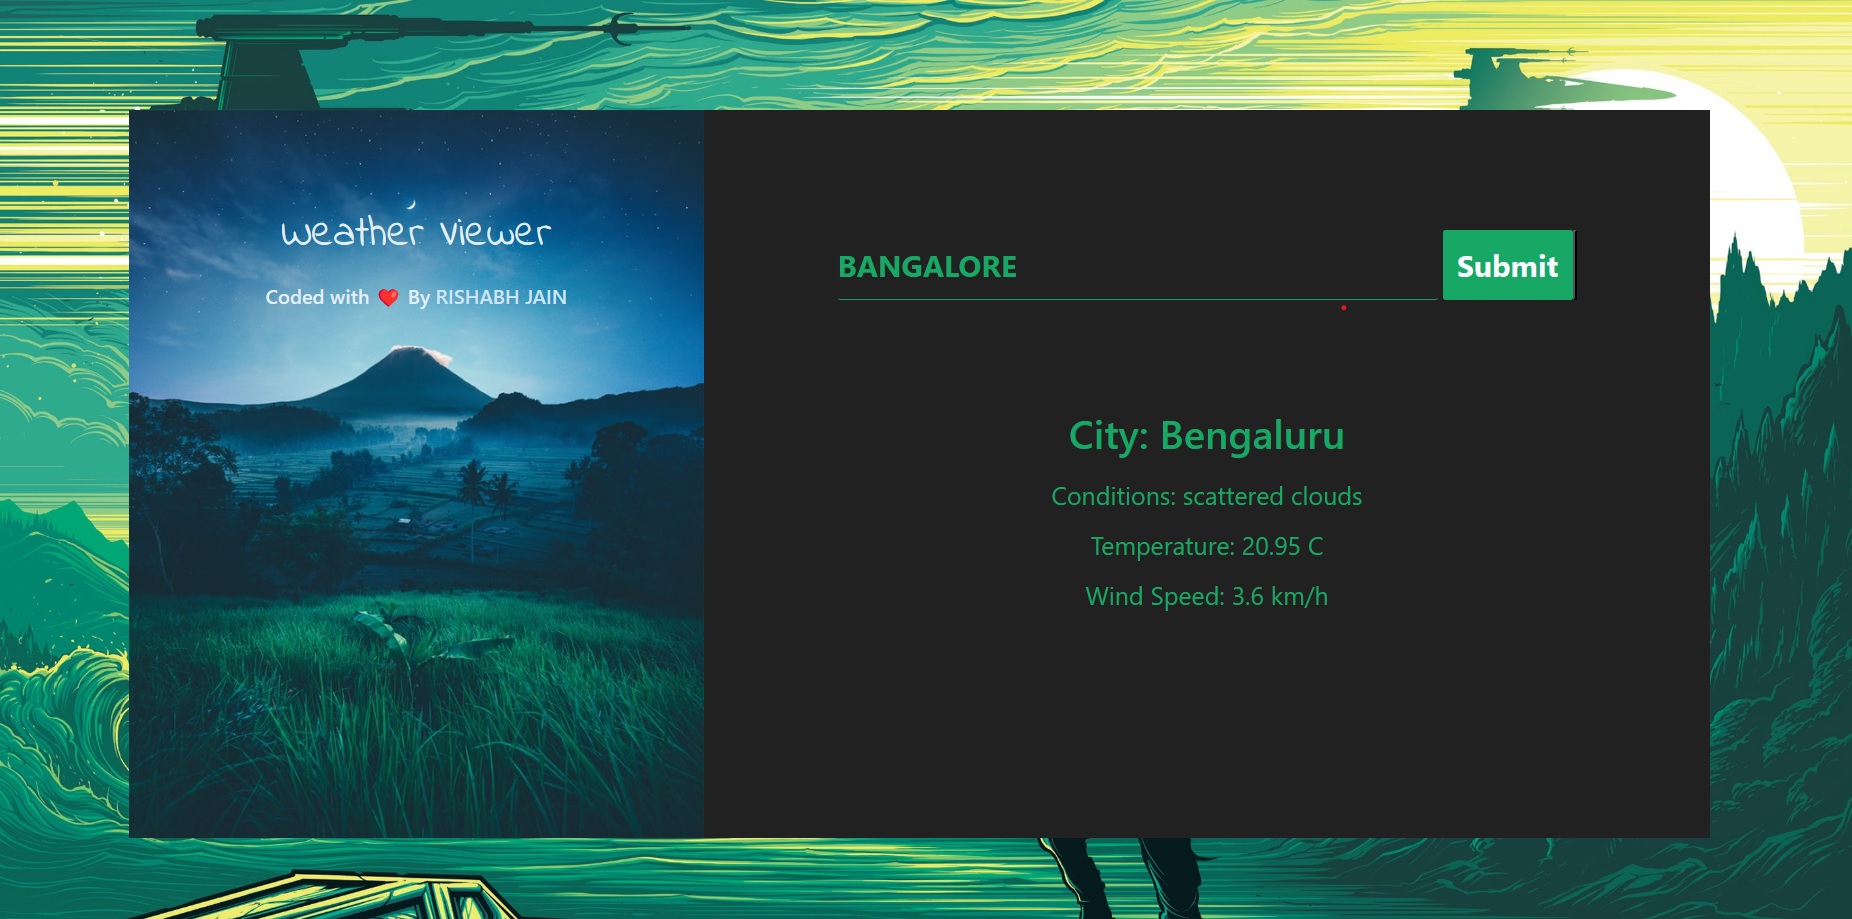 weather viewer
Coded with ❤️ By RISHABH JAIN
BANGALORE
Submit
City: Bengaluru
Conditions: scattered clouds
Temperature: 20.95 C
Wind Speed: 3.6 km/h